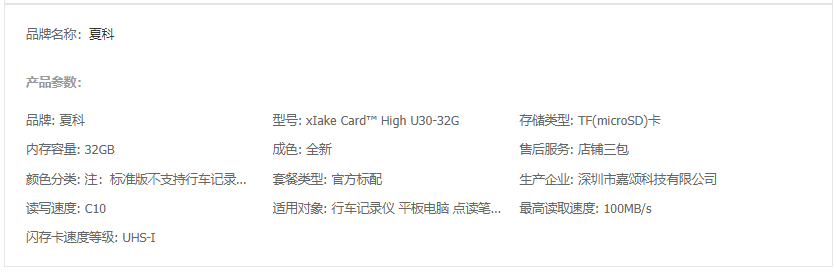 品牌名称：夏科
产品参数：
品牌: 夏科 型号: xIake Card™ High U30-32G 存储类型: TF(microSD)卡
内存容量: 32GB 成色: 全新 售后服务: 店铺三包
颜色分类: 注：标准版不支持行车记录... 套餐类型: 官方标配 生产企业: 深圳市嘉颂科技有限公司
读写速度: C10 适用对象: 行车记录仪 平板电脑 点读笔... 最高读取速度: 100MB/s
闪存卡速度等级: UHS-I